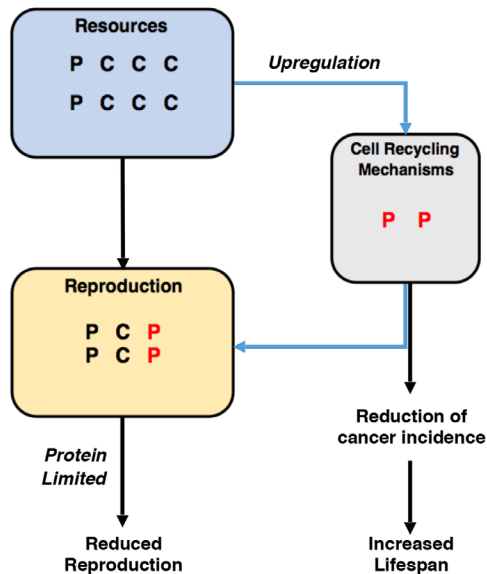 Resources
P C C C
P C C C
Upregulation
Cell Recycling
Mechanisms
P P
Reproduction
P C P
P C P
Protein
Limited
Reduction of
cancer incidence
Reduced
Reproduction
Increased
Lifespan